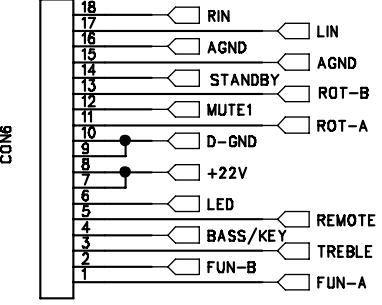 18 RIN
17 LIN
16 AGND
15 AGND
14 STANDBY
13 ROT-B
12 MUTE1
11 ROT-A
10 D-GND
9
8 +22V
7
6 LED
5 REMOTE
4 BASS/KEY
3 TREBLE
2 FUN-B
1 FUN-A
CON6